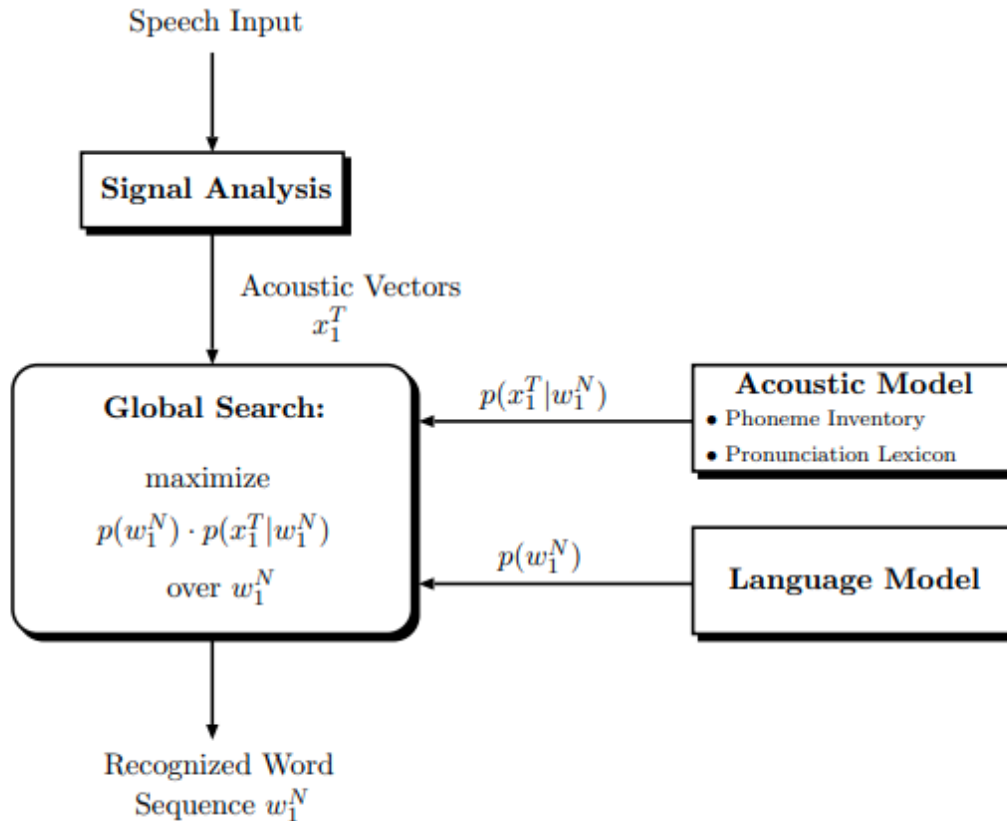 Speech Input
Signal Analysis
Acoustic Vectors
$x_1^T$
Global Search:
maximize
$p(w_1^N) \cdot p(x_1^T|w_1^N)$
over $w_1^N$
$p(x_1^T|w_1^N)$
Acoustic Model
• Phoneme Inventory
• Pronunciation Lexicon
$p(w_1^N)$
Language Model
Recognized Word
Sequence $w_1^N$